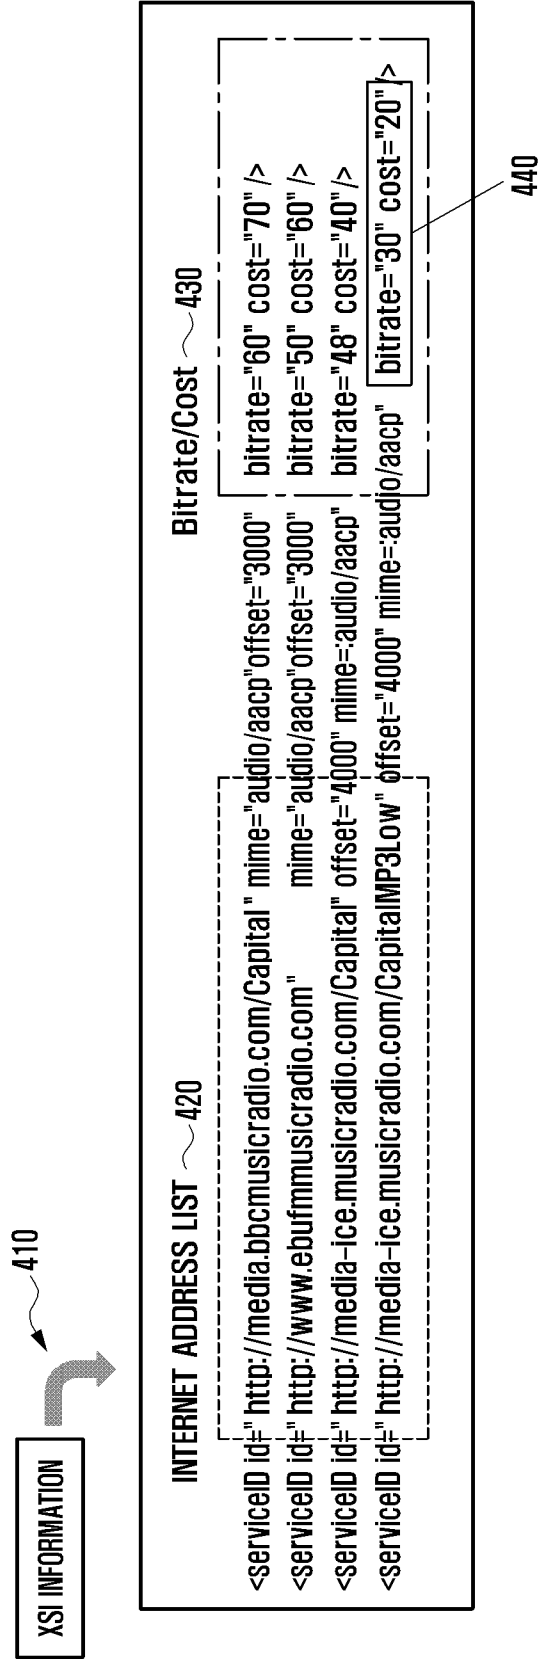 XSI INFORMATION
410
INTERNET ADDRESS LIST 420
Bitrate/Cost 430
<serviceID id=" http://media.bbcmusicradio.com/Capital " mime="audio/aacp"offset="3000" bitrate="60" cost="70" />
<serviceID id=" http://www.ebufmmusicradio.com" mime="audio/aacp"offset="3000" bitrate="50" cost="60" />
<serviceID id=" http://media-ice.musicradio.com/Capital" offset="4000" mime=:audio/aacp" bitrate="48" cost="40"/>
<serviceID id=" http://media-ice.musicradio.com/CapitalMP3Low" offset="4000" mime=:audio/aacp" bitrate="30" cost="20"/>
440